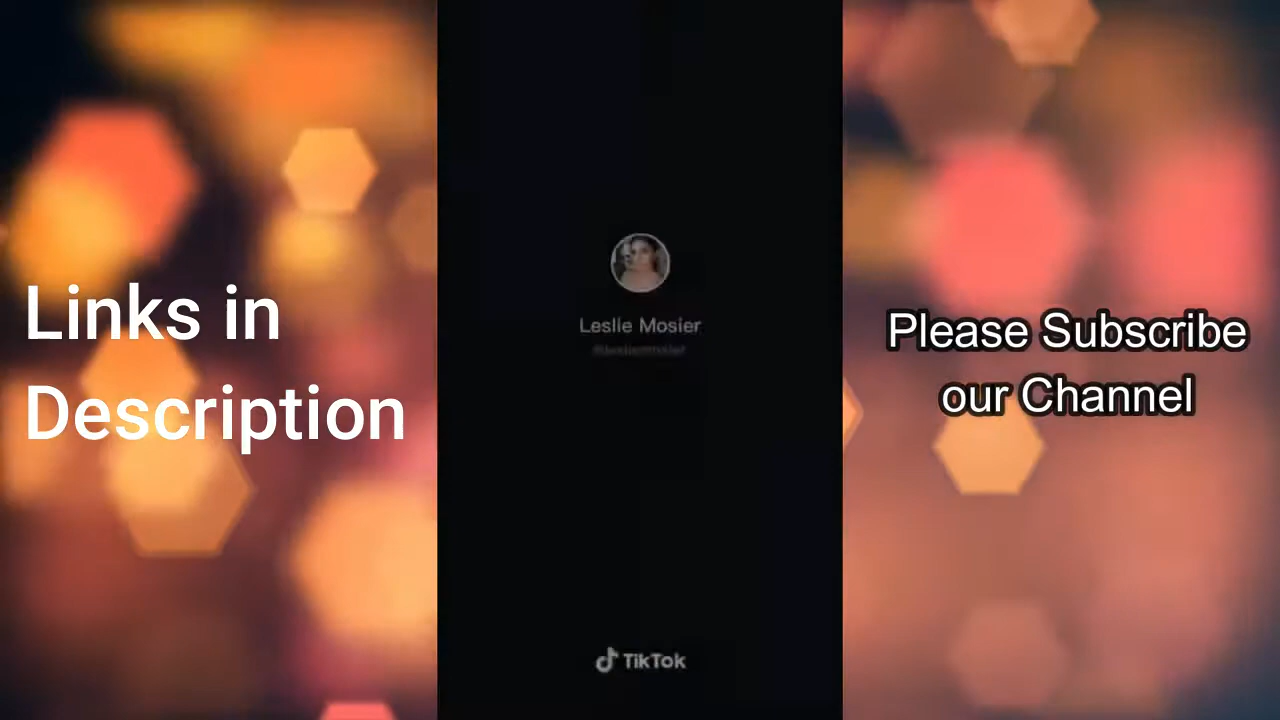 Links in
Description
Leslie Mosier
TikTok
Please Subscribe
our Channel